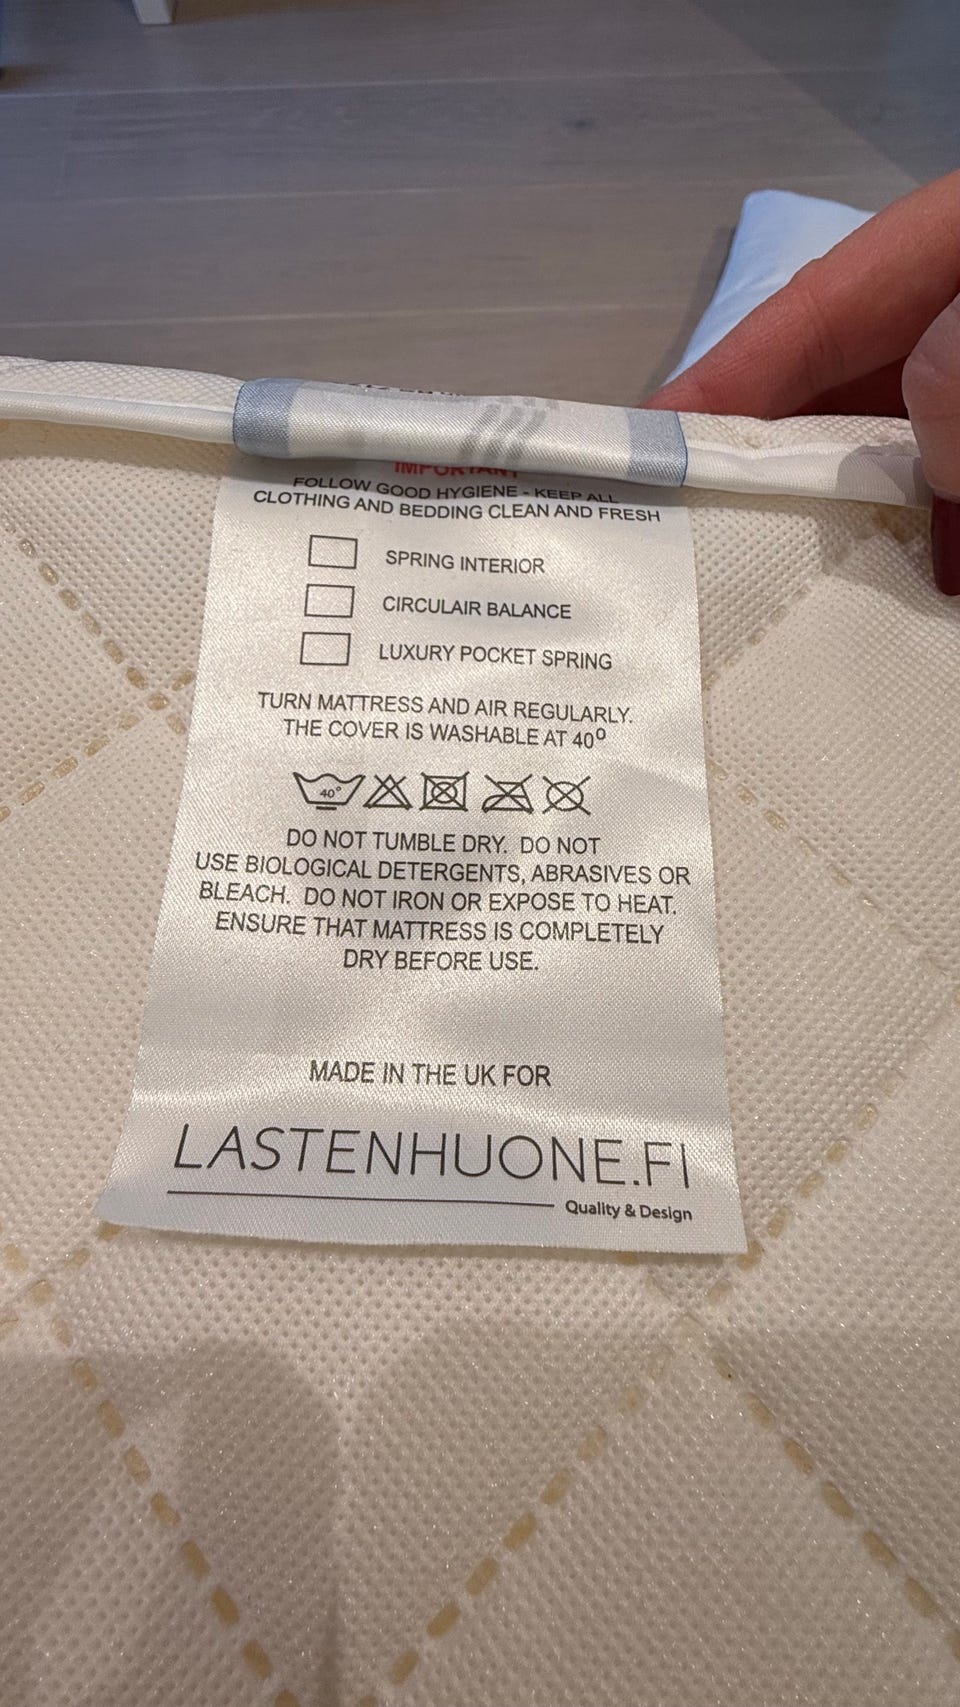 IMPORTANT
FOLLOW GOOD HYGIENE - KEEP ALL
CLOTHING AND BEDDING CLEAN AND FRESH
SPRING INTERIOR
CIRCULAIR BALANCE
LUXURY POCKET SPRING
TURN MATTRESS AND AIR REGULARLY.
THE COVER IS WASHABLE AT 40º
40°
DO NOT TUMBLE DRY. DO NOT
USE BIOLOGICAL DETERGENTS, ABRASIVES OR
BLEACH. DO NOT IRON OR EXPOSE TO HEAT.
ENSURE THAT MATTRESS IS COMPLETELY
DRY BEFORE USE.
MADE IN THE UK FOR
LASTENHUONE.FI
Quality & Design